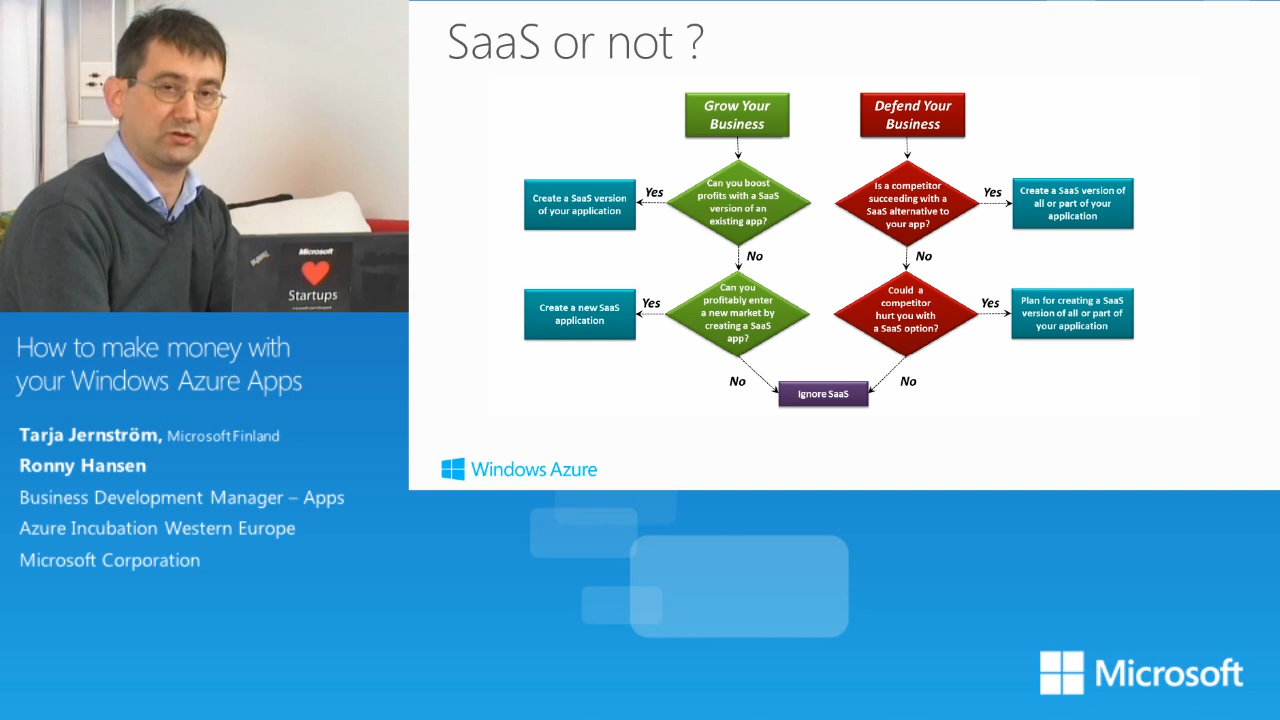 SaaS or not ?
Grow Your
Business
Defend Your
Business
Can you boost
profits with a SaaS
version of an
existing app?
Yes
Create a SaaS version
of your application
No
Can you
profitably enter
a new market by
creating a SaaS
app?
Yes
Create a new SaaS
application
No
Is a competitor
succeeding with a
SaaS alternative to
your app?
Yes
Create a SaaS version of
all or part of your
application
No
Could a
competitor
hurt you with
a SaaS option?
Yes
Plan for creating a SaaS
version of all or part of
your application
No
Ignore SaaS
Windows Azure
Microsoft
Startups
How to make money with
your Windows Azure Apps
Tarja Jernström, Microsoft Finland
Ronny Hansen
Business Development Manager – Apps
Azure Incubation Western Europe
Microsoft Corporation
Microsoft